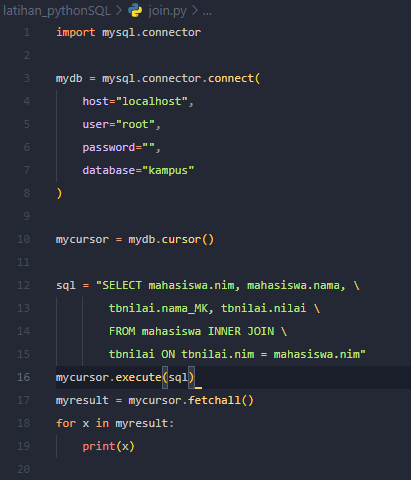 latihan_pythonSQL > join.py > ...
1 import mysql.connector
2
3 mydb = mysql.connector.connect(
4     host="localhost",
5     user="root",
6     password="",
7     database="kampus"
8 )
9
10 mycursor = mydb.cursor()
11
12 sql = "SELECT mahasiswa.nim, mahasiswa.nama, \
13         tbnilai.nama_MK, tbnilai.nilai \
14         FROM mahasiswa INNER JOIN \
15         tbnilai ON tbnilai.nim = mahasiswa.nim"
16 mycursor.execute(sql)
17 myresult = mycursor.fetchall()
18 for x in myresult:
19     print(x)
20